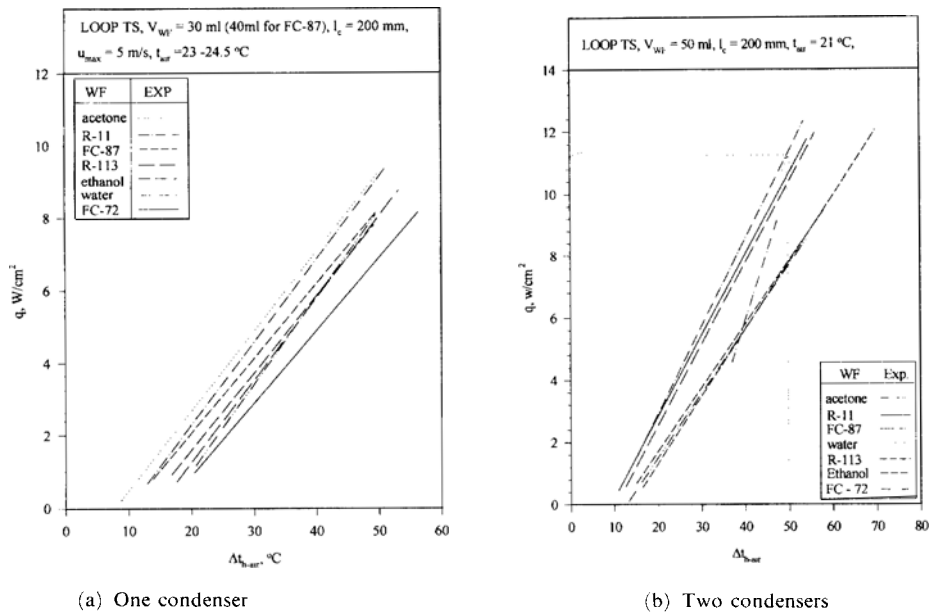 LOOP TS, V_WF = 30 ml (40ml for FC-87), l_c = 200 mm,
u_max = 5 m/s, t_air =23 -24.5 °C
12
WF EXP
acetone
R-11
FC-87
R-113
ethanol
water
FC-72
10
8
6
4
2
0
q, W/cm²
0 10 20 30 40 50 60
Δt_h-air, °C
(a) One condenser
LOOP TS, V_WF = 50 ml, l_c = 200 mm, t_air = 21 °C,
14
12
10
8
6
4
2
0
q, w/cm²
WF Exp.
acetone
R-11
FC-87
water
R-113
Ethanol
FC - 72
0 10 20 30 40 50 60 70 80
Δt_h-air
(b) Two condensers